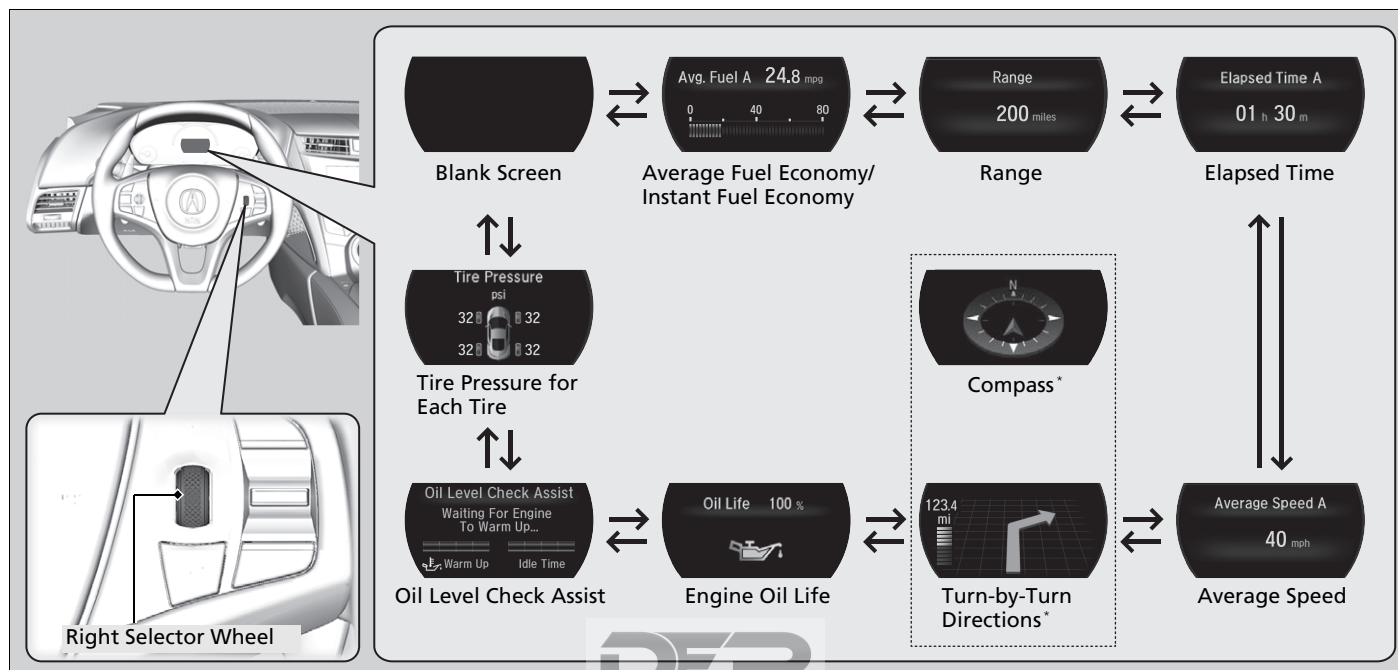 Avg. Fuel A 24.8 mpg
0 40 80
Range
200 miles
Elapsed Time A
01 h 30 m
Blank Screen
Average Fuel Economy/
Instant Fuel Economy
Range
Elapsed Time
Tire Pressure
psi
32 32
32 32
N
Tire Pressure for
Each Tire
Compass*
Oil Level Check Assist
Waiting For Engine
To Warm Up...
Warm Up Idle Time
Oil Life 100 %
123.4
mi
Average Speed A
40 mph
Oil Level Check Assist
Engine Oil Life
Turn-by-Turn
Directions*
Average Speed
Right Selector Wheel